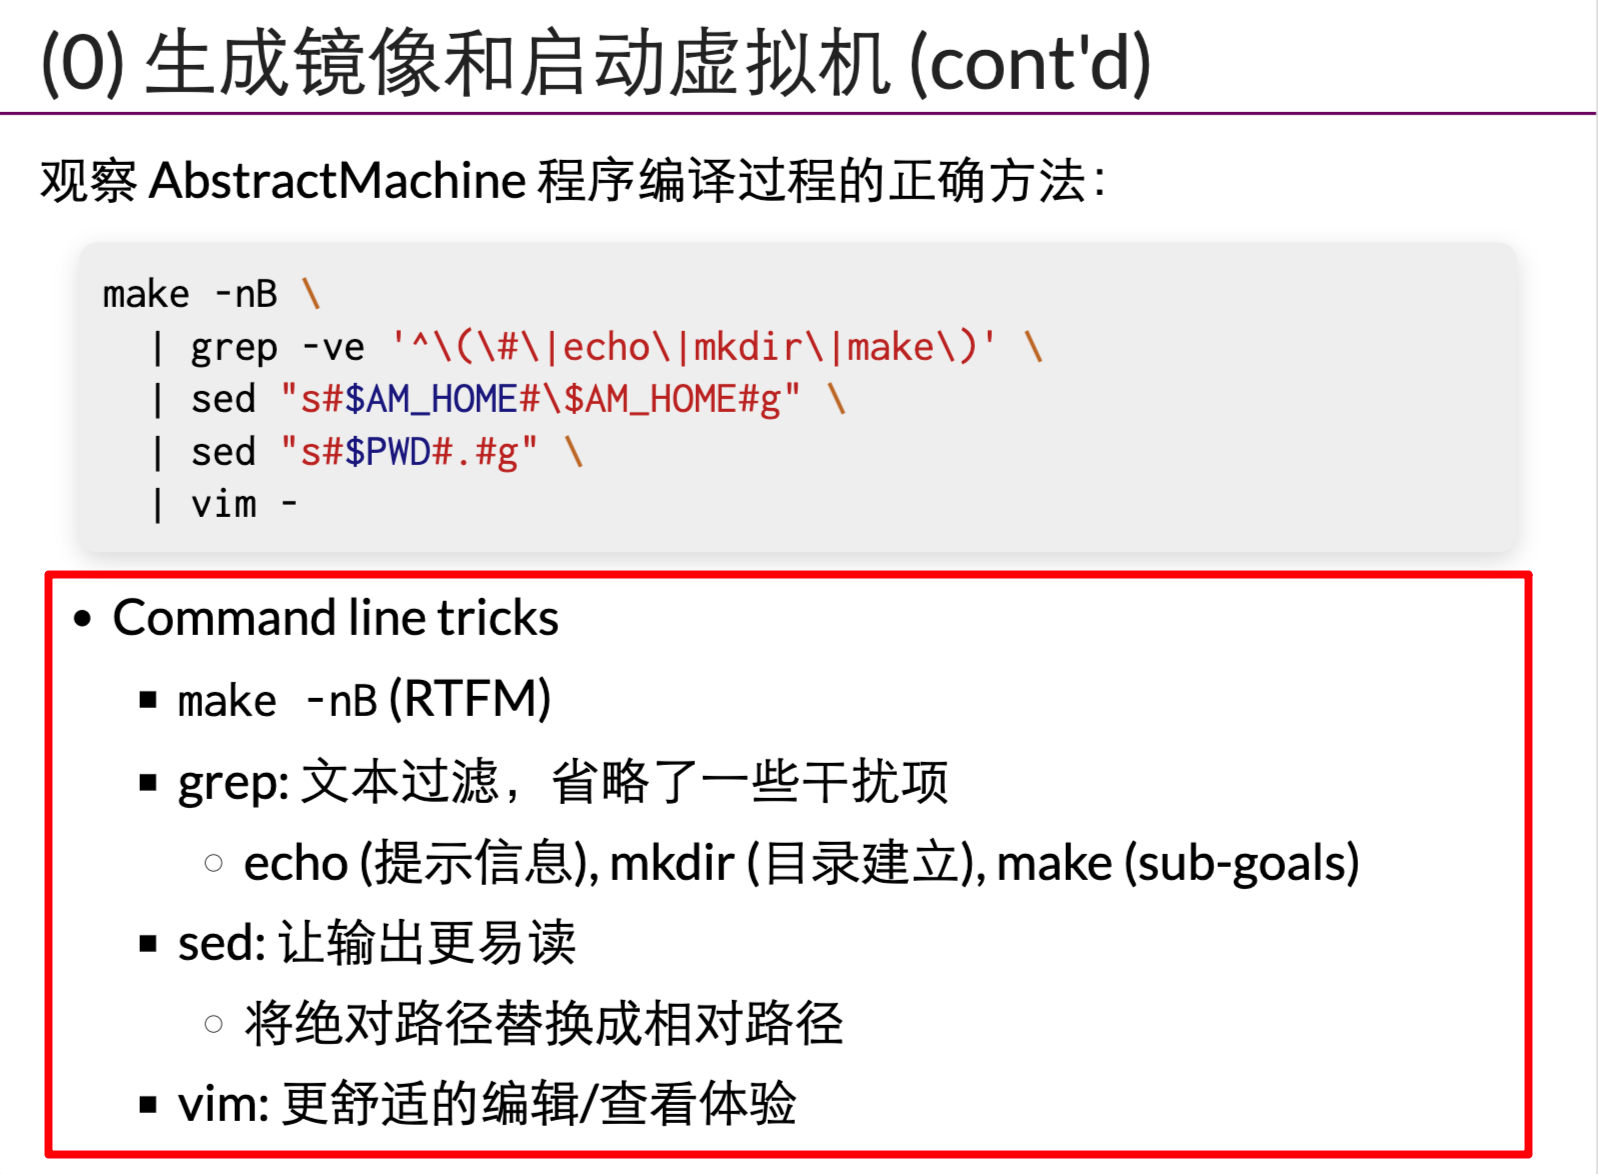 (0) 生成镜像和启动虚拟机 (cont'd)
观察 AbstractMachine 程序编译过程的正确方法：
make -nB \
| grep -ve '^\(\#\|echo\|mkdir\|make\)' \
| sed "s#$AM_HOME#\$AM_HOME#g" \
| sed "s#$PWD#.#g" \
| vim -
• Command line tricks
▪ make -nB (RTFM)
▪ grep: 文本过滤，省略了一些干扰项
◦ echo (提示信息), mkdir (目录建立), make (sub-goals)
▪ sed: 让输出更易读
◦ 将绝对路径替换成相对路径
▪ vim: 更舒适的编辑/查看体验